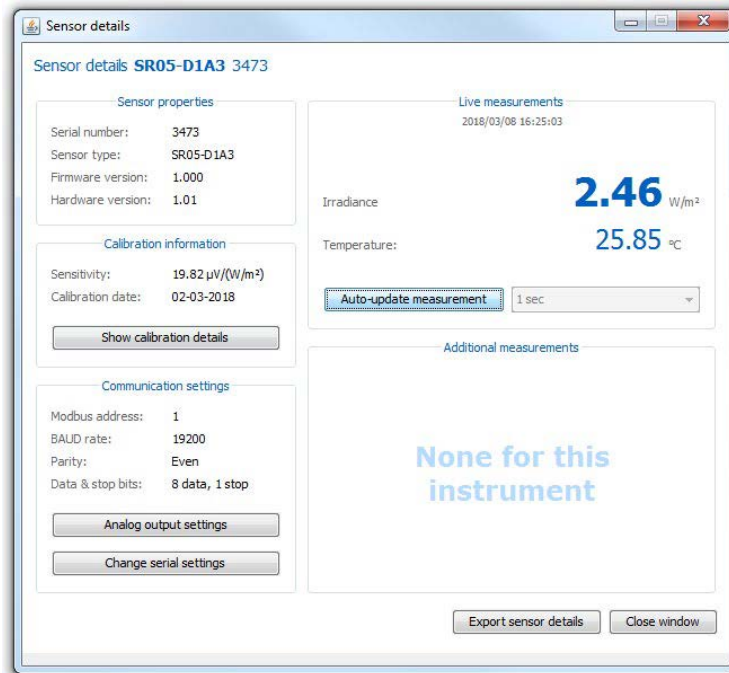 Sensor details
Sensor details SR05-D1A3 3473
Sensor properties
Serial number: 3473
Sensor type: SR05-D1A3
Firmware version: 1.000
Hardware version: 1.01
Calibration information
Sensitivity: 19.82 µV/(W/m²)
Calibration date: 02-03-2018
Show calibration details
Communication settings
Modbus address: 1
BAUD rate: 19200
Parity: Even
Data & stop bits: 8 data, 1 stop
Analog output settings
Change serial settings
Live measurements
2018/03/08 16:25:03
Irradiance 2.46 W/m²
Temperature: 25.85 °C
Auto-update measurement 1 sec
Additional measurements
None for this
instrument
Export sensor details Close window